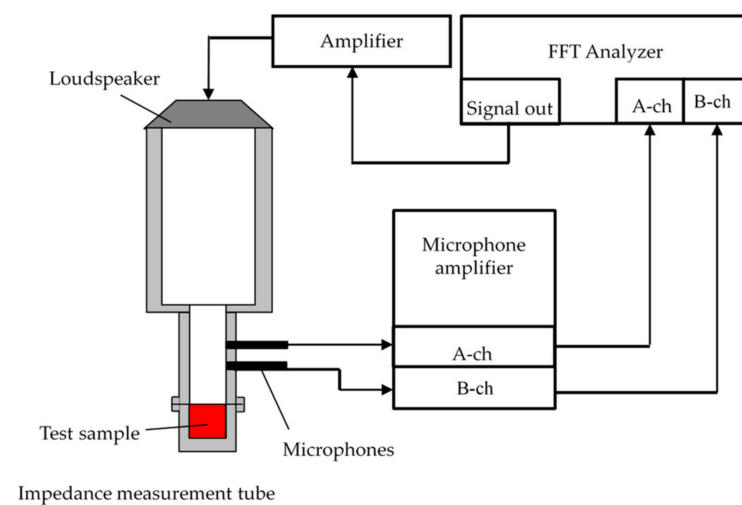 Amplifier
FFT Analyzer
Loudspeaker
Signal out
A-ch
B-ch
Microphone
amplifier
A-ch
B-ch
Test sample
Microphones
Impedance measurement tube